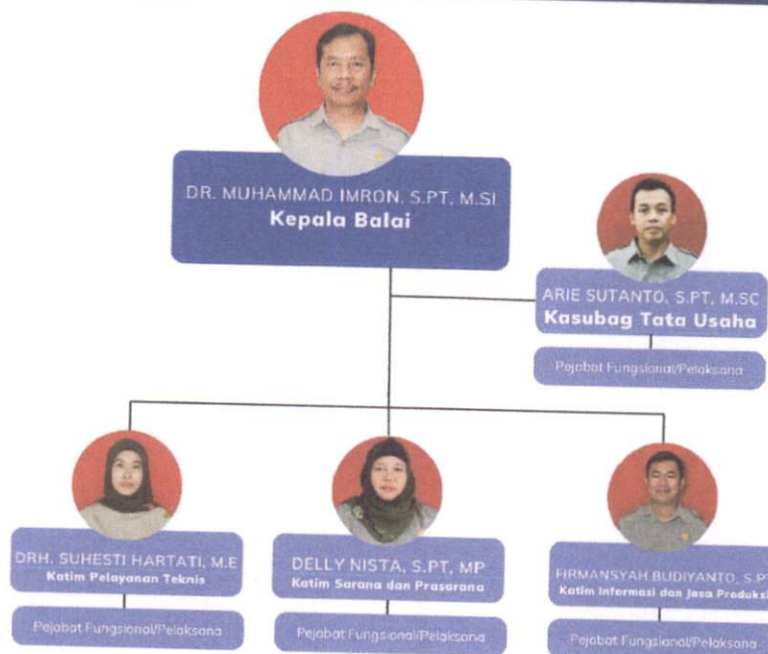 DR. MUHAMMAD IMRON, S.PT, M.SI
Kepala Balai
ARIE SUTANTO, S.PT, M.SC
Kasubag Tata Usaha
Pejabat Fungsional/Pelaksana
DRH. SUHESTI HARTATI, M.E
Katim Pelayanan Teknis
DELLY NISTA, S.PT, MP
Katim Sarana dan Prasarana
FIRMANSYAH BUDIYANTO, S.PT
Katim Informasi dan Jasa Produksi
Pejabat Fungsional/Pelaksana
Pejabat Fungsional/Pelaksana
Pejabat Fungsional/Pelaksana